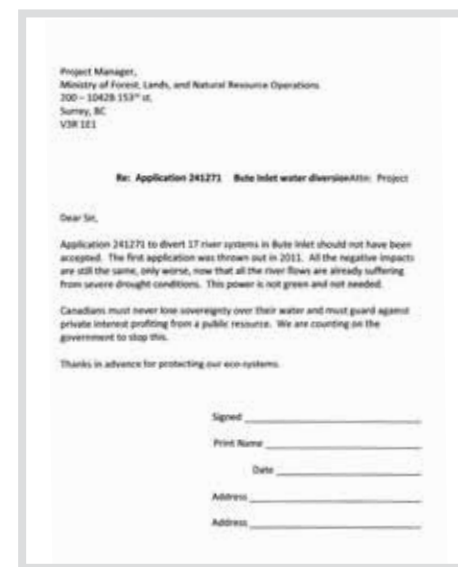 Project Manager,
Ministry of Forest, Lands, and Natural Resource Operations
200 – 10428 153rd st,
Surrey, BC
V3R 1E1
Re: Application 241271 Bute Inlet water diversionAttn: Project
Dear Sir,
Application 241271 to divert 17 river systems in Bute Inlet should not have been
accepted. The first application was thrown out in 2011. All the negative impacts
are still the same, only worse, now that all the river flows are already suffering
from severe drought conditions. This power is not green and not needed.
Canadians must never lose sovereignty over their water and must guard against
private interest profiting from a public resource. We are counting on the
government to stop this.
Thanks in advance for protecting our eco-systems.
Signed
Print Name
Date
Address
Address